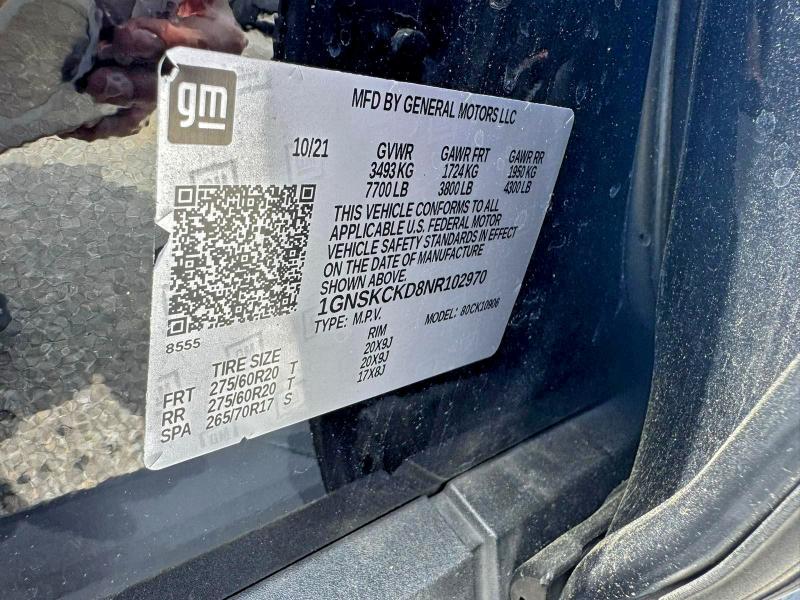 gm
MFD BY GENERAL MOTORS LLC
10/21 GVWR GAWR FRT GAWR RR
3493 KG 1724 KG 1950 KG
7700 LB 3800 LB 4300 LB
THIS VEHICLE CONFORMS TO ALL
APPLICABLE U.S. FEDERAL MOTOR
VEHICLE SAFETY STANDARDS IN EFFECT
ON THE DATE OF MANUFACTURE
SHOWN ABOVE.
1GNSKCKD8NR102970
TYPE: M.P.V. MODEL: 80CK10906
8555
TIRE SIZE RIM
FRT 275/60R20 T 20X9J
RR 275/60R20 T 20X9J
SPA 265/70R17 S 17X8J